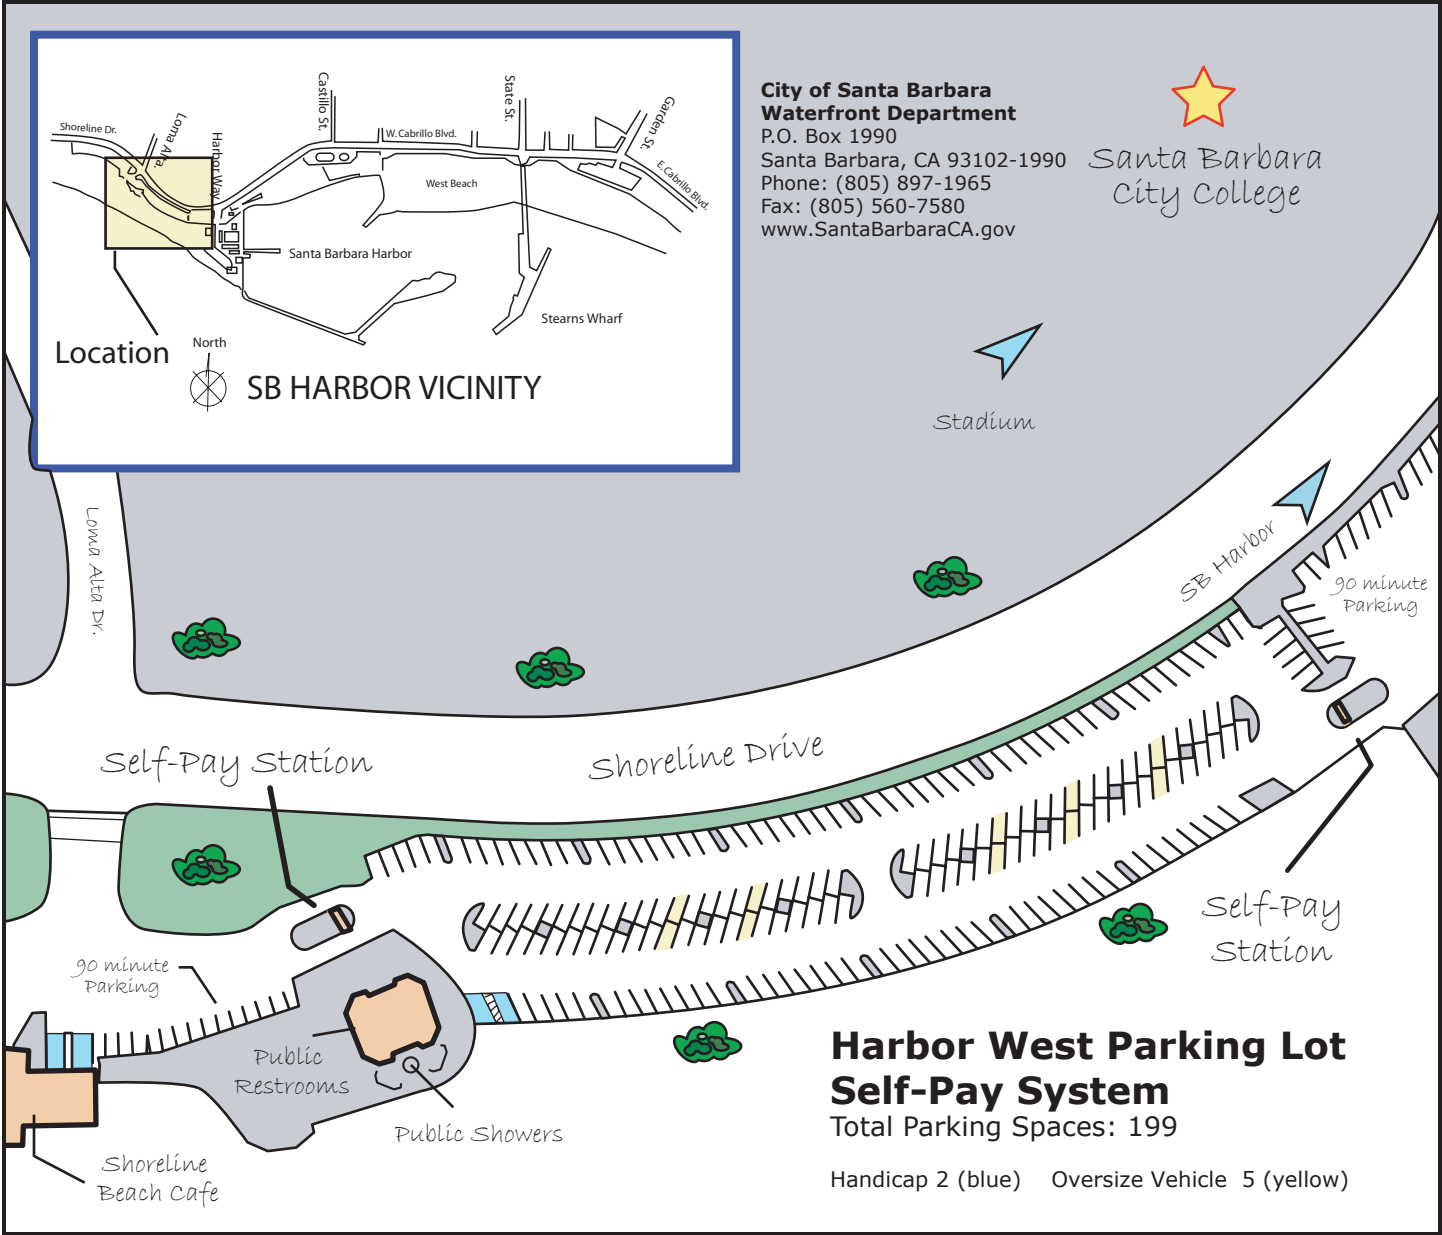 Shoreline Dr.
Loma Alta.
Harbor Way
Castillo St.
W. Cabrillo Blvd.
State St.
Garden St.
E. Cabrillo Blvd.
West Beach
Santa Barbara Harbor
Stearns Wharf
Location
North
SB HARBOR VICINITY
City of Santa Barbara
Waterfront Department
P.O. Box 1990
Santa Barbara, CA 93102-1990
Phone: (805) 897-1965
Fax: (805) 560-7580
www.SantaBarbaraCA.gov
Santa Barbara
City College
Stadium
Loma Alta Dr.
SB Harbor
90 minute
Parking
Self-Pay Station
Shoreline Drive
Self-Pay
Station
90 minute
Parking
Public
Restrooms
Public Showers
Shoreline
Beach Cafe
Harbor West Parking Lot
Self-Pay System
Total Parking Spaces: 199
Handicap 2 (blue) Oversize Vehicle 5 (yellow)